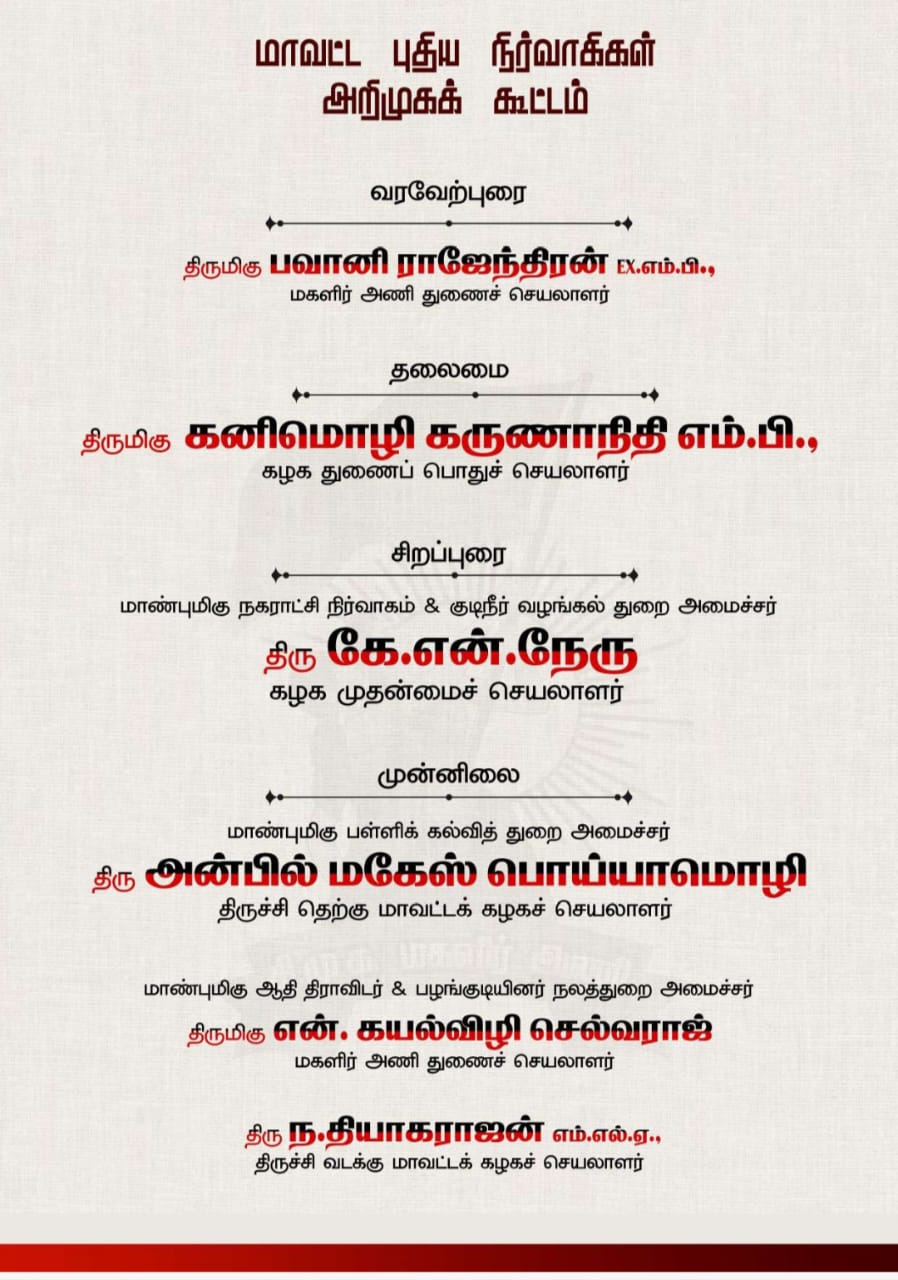 மாவட்ட புதிய நிர்வாகிகள்
அறிமுகக் கூட்டம்
வரவேற்புரை
திருமிகு பவானி ராஜேந்திரன் EX.எம்.பி.,
மகளிர் அணி துணைச் செயலாளர்
தலைமை
திருமிகு கனிமொழி கருணாநிதி எம்.பி.,
கழக துணைப் பொதுச் செயலாளர்
சிறப்புரை
மாண்புமிகு நகராட்சி நிர்வாகம் & குடிநீர் வழங்கல் துறை அமைச்சர்
திரு கே.என்.நேரு
கழக முதன்மைச் செயலாளர்
முன்னிலை
மாண்புமிகு பள்ளிக் கல்வித் துறை அமைச்சர்
திரு அன்பில் மகேஸ் பொய்யாமொழி
திருச்சி தெற்கு மாவட்டக் கழகச் செயலாளர்
மகளிர்
மாண்புமிகு ஆதி திராவிடர் & பழங்குடியினர் நலத்துறை அமைச்சர்
திருமிகு என். கயல்விழி செல்வராஜ்
மகளிர் அணி துணைச் செயலாளர்
திரு ந.தியாகராஜன் எம்.எல்.ஏ.,
திருச்சி வடக்கு மாவட்டக் கழகச் செயலாளர்